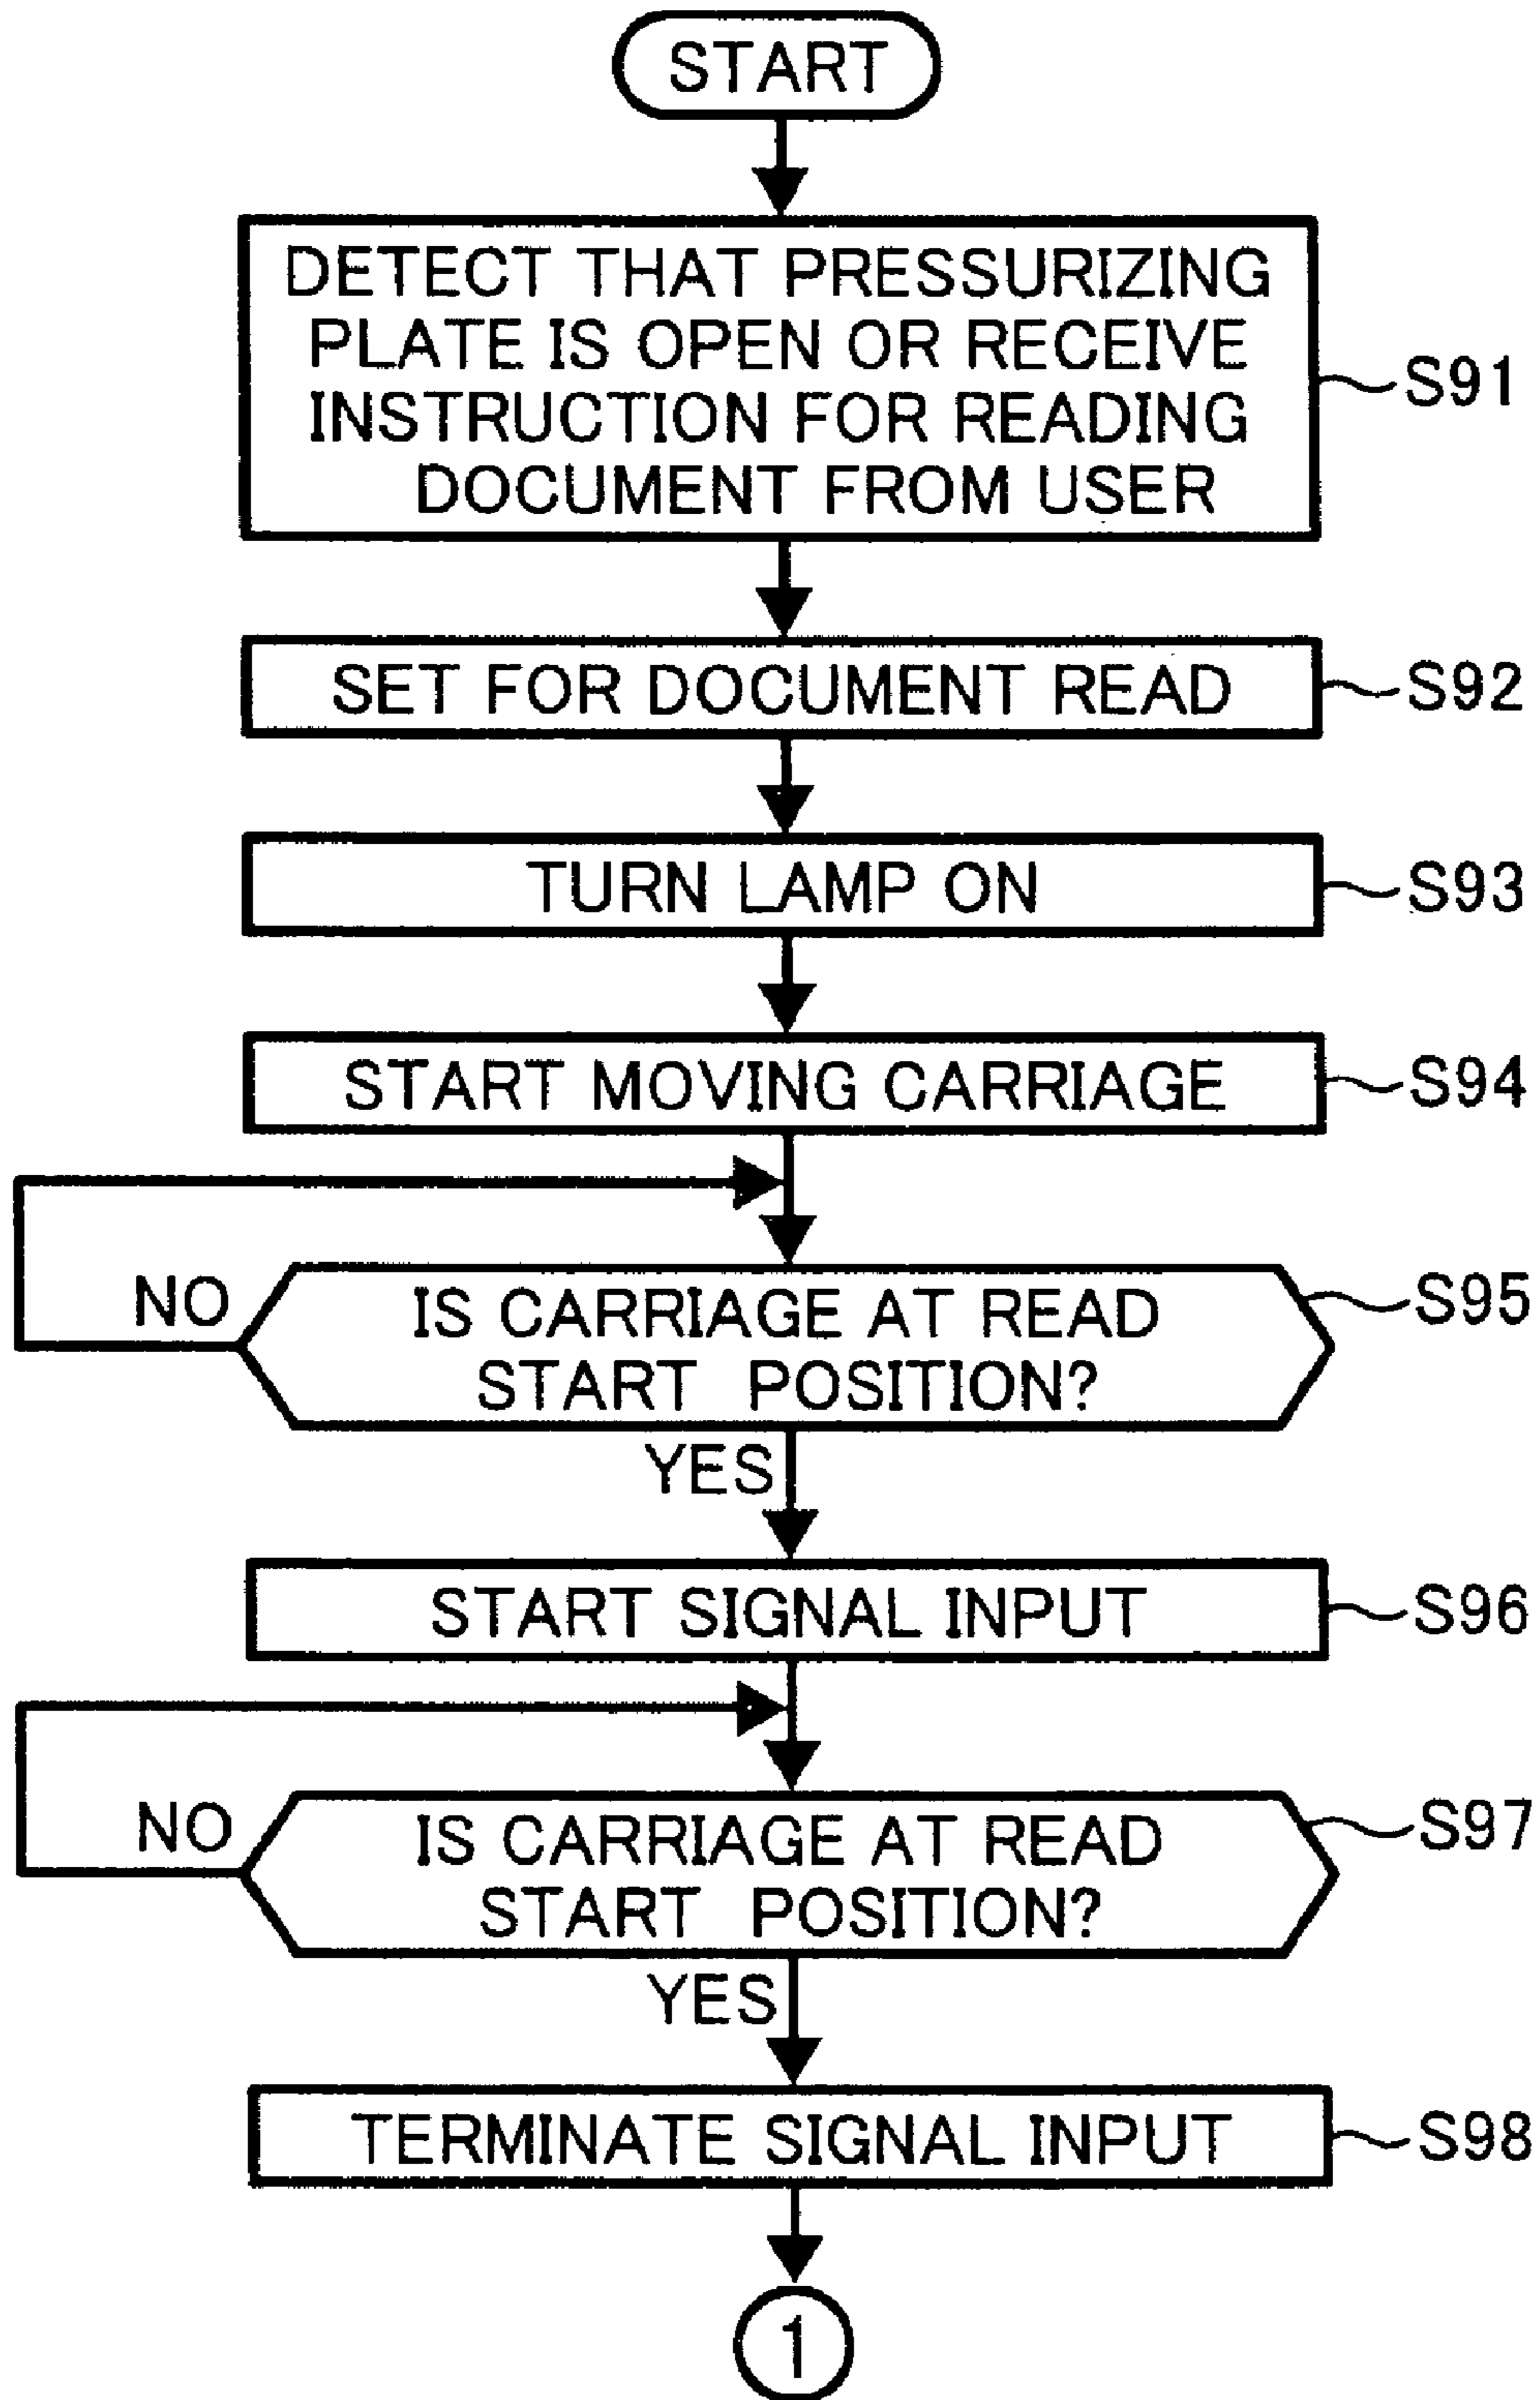 START
DETECT THAT PRESSURIZING
PLATE IS OPEN OR RECEIVE
INSTRUCTION FOR READING
DOCUMENT FROM USER
S91
SET FOR DOCUMENT READ
S92
TURN LAMP ON
S93
START MOVING CARRIAGE
S94
NO
IS CARRIAGE AT READ
START POSITION?
S95
YES
START SIGNAL INPUT
S96
NO
IS CARRIAGE AT READ
START POSITION?
S97
YES
TERMINATE SIGNAL INPUT
S98
1